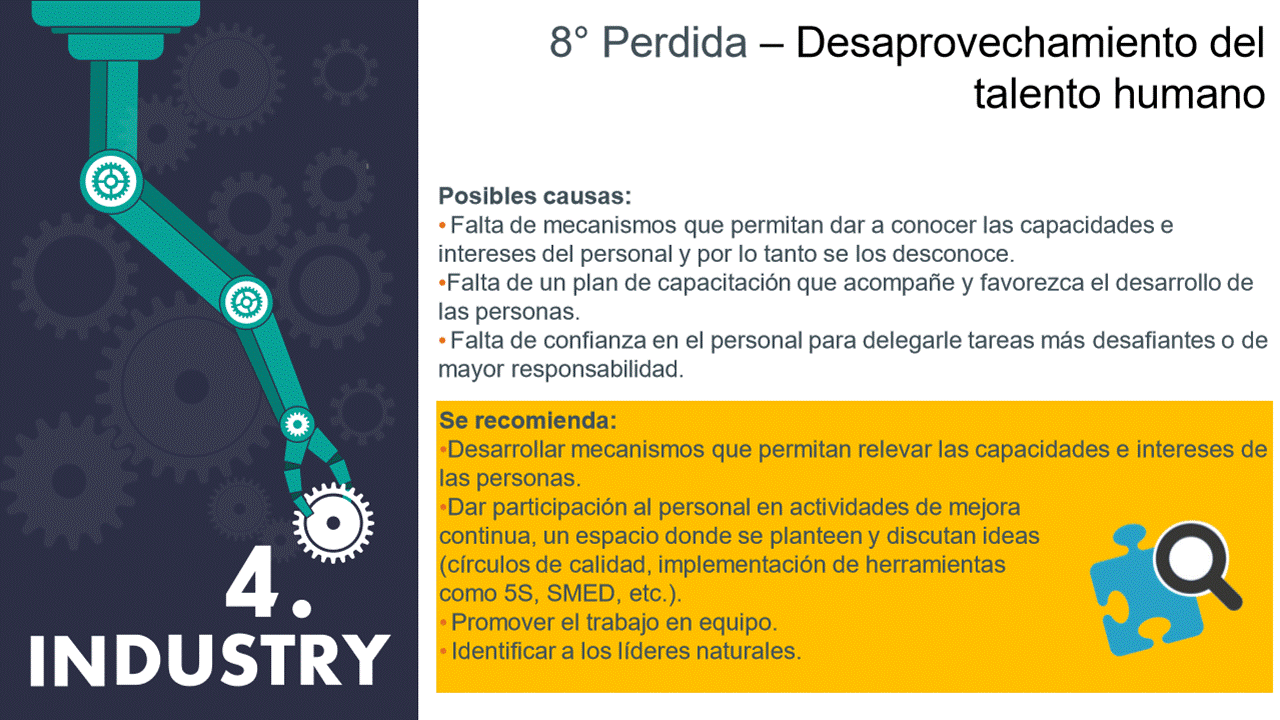 8° Perdida – Desaprovechamiento del
talento humano
Posibles causas:
• Falta de mecanismos que permitan dar a conocer las capacidades e
intereses del personal y por lo tanto se los desconoce.
•Falta de un plan de capacitación que acompañe y favorezca el desarrollo de
las personas.
• Falta de confianza en el personal para delegarle tareas más desafiantes o de
mayor responsabilidad.
Se recomienda:
•Desarrollar mecanismos que permitan relevar las capacidades e intereses de
las personas.
•Dar participación al personal en actividades de mejora
continua, un espacio donde se planteen y discutan ideas
(círculos de calidad, implementación de herramientas
como 5S, SMED, etc.).
• Promover el trabajo en equipo.
• Identificar a los líderes naturales.
4.
INDUSTRY